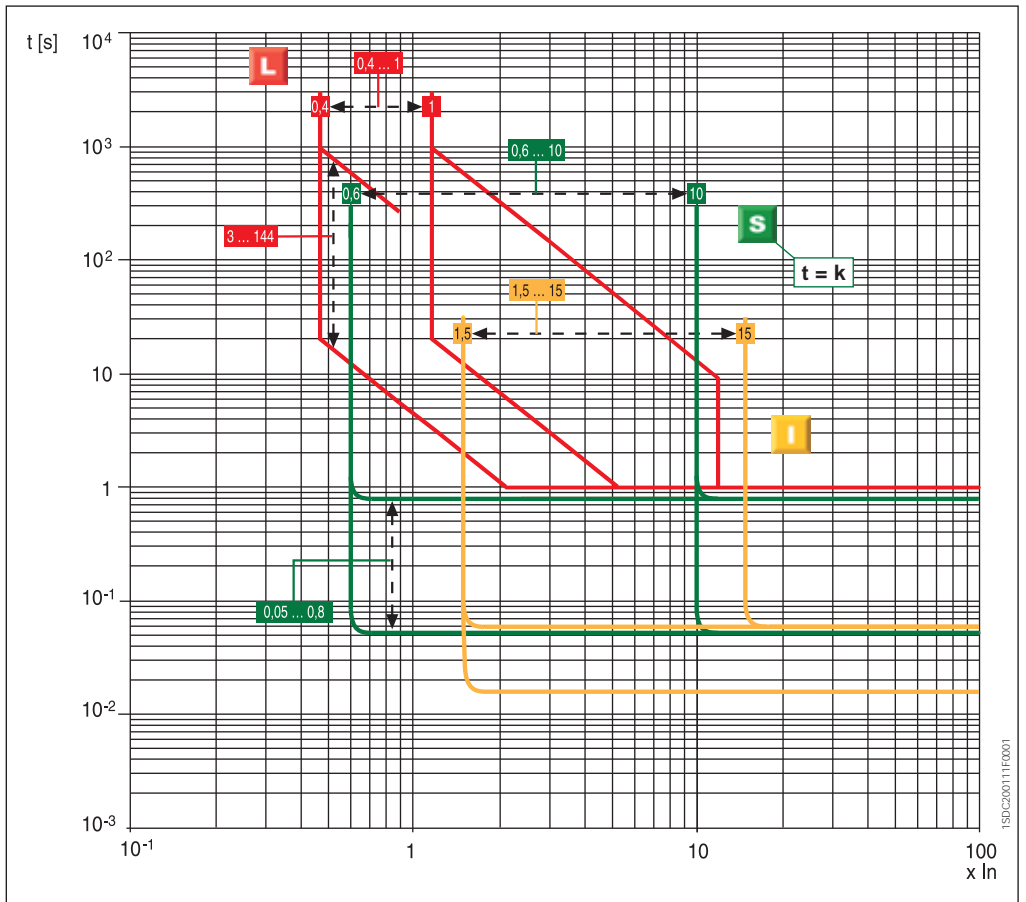 t [s]
10⁴
L
0,4 ... 1
0,4
1
10³
0,6 ... 10
0,6
10
S
3 ... 144
t = k
10²
1,5 ... 15
1,5
15
10
I
1
10⁻¹
0,05 ... 0,8
10⁻²
10⁻³
10⁻¹
1
10
100
x In
1SDC200111F0001